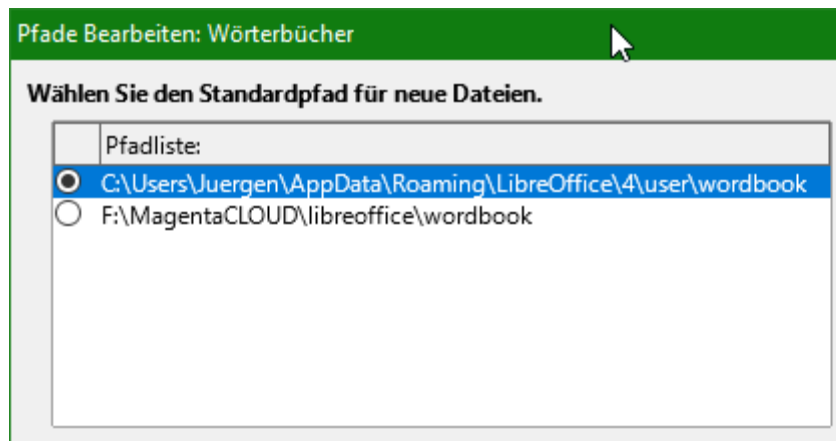 Pfade Bearbeiten: Wörterbücher
Wählen Sie den Standardpfad für neue Dateien.
Pfadliste:
C:\Users\Juergen\AppData\Roaming\LibreOffice\4\user\wordbook
F:\MagentaCLOUD\libreoffice\wordbook